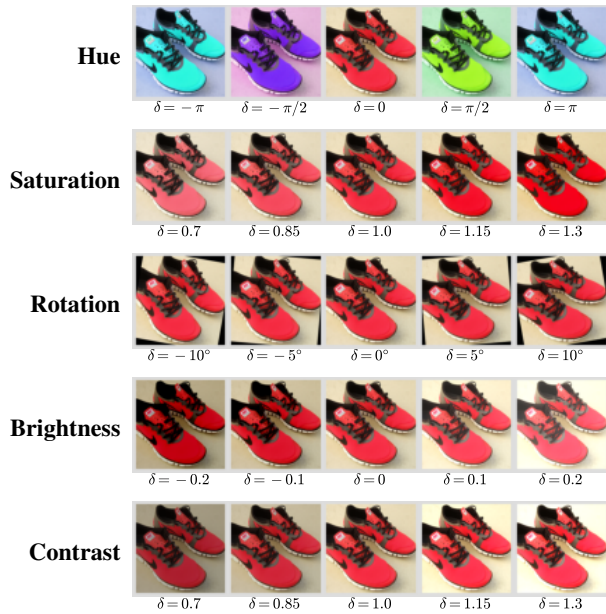 Hue
δ = − π δ = − π/2 δ = 0 δ = π/2 δ = π
Saturation
δ = 0.7 δ = 0.85 δ = 1.0 δ = 1.15 δ = 1.3
Rotation
δ = − 10° δ = − 5° δ = 0° δ = 5° δ = 10°
Brightness
δ = − 0.2 δ = − 0.1 δ = 0 δ = 0.1 δ = 0.2
Contrast
δ = 0.7 δ = 0.85 δ = 1.0 δ = 1.15 δ = 1.3